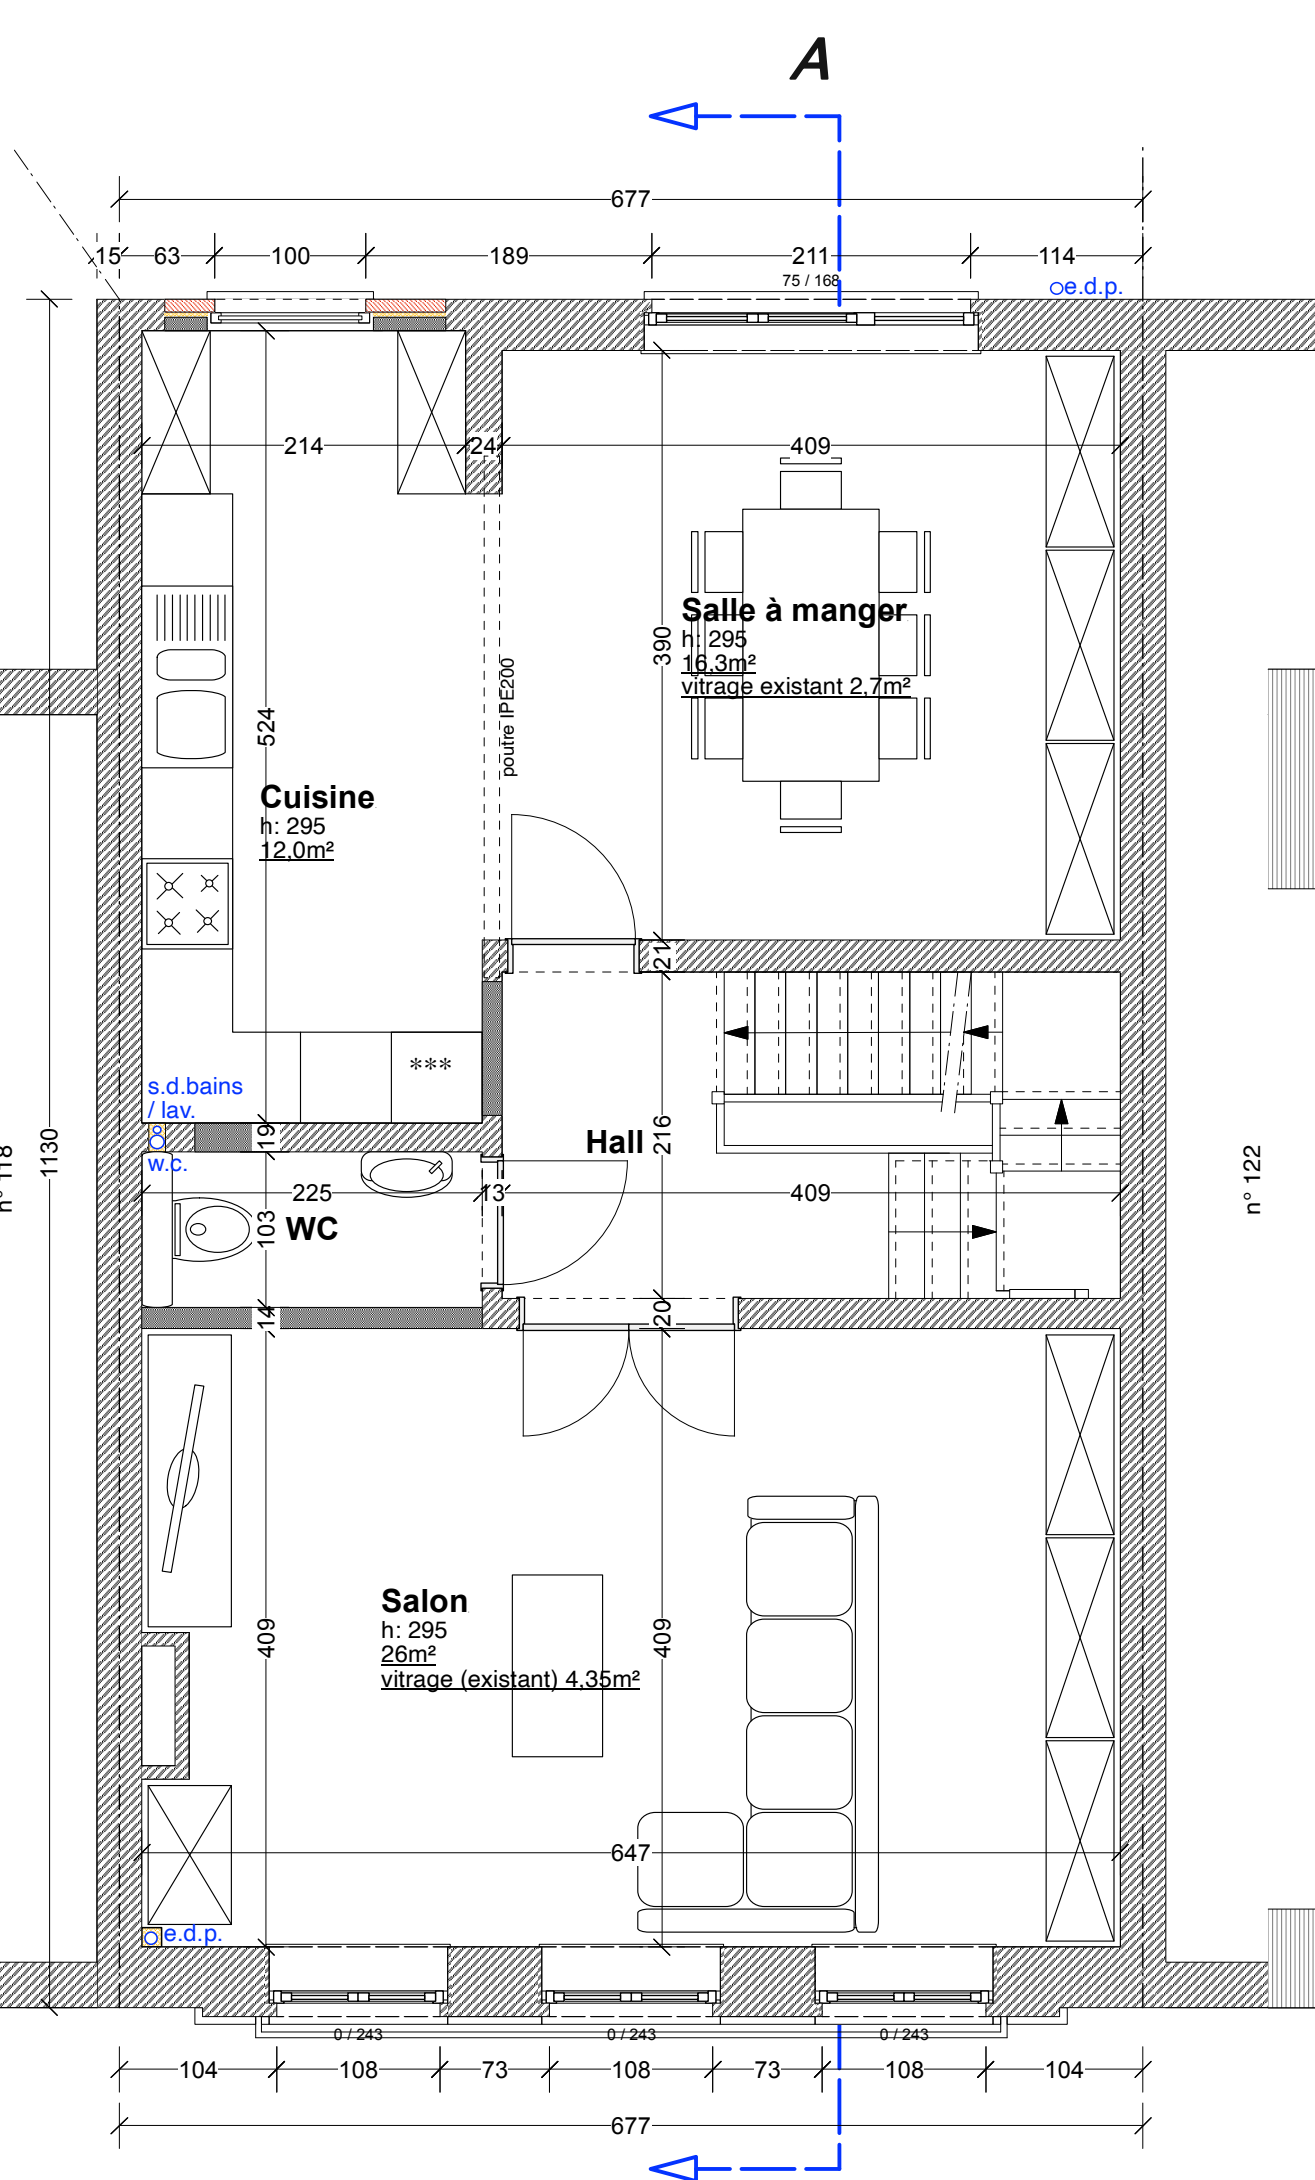 A
677
15 63 100 189 211 114
75 / 168
e.d.p.
214 24 409
Salle à manger
h: 295
16,3m²
vitrage existant 2,7m²
390
poutre IPE200
524
Cuisine
h: 295
12,0m²
21
***
s.d.bains
/ lav.
19
w.c.
Hall
216
1130
n° 118
n° 122
225 13 409
WC
103
14
20
Salon
h: 295
26m²
vitrage (existant) 4,35m²
409
409
647
e.d.p.
0 / 243 0 / 243 0 / 243
104 108 73 108 73 108 104
677